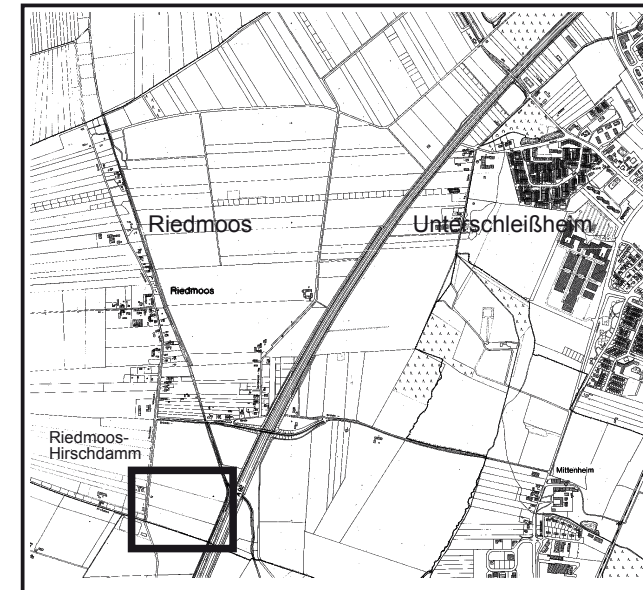 Riedmoos
Unterschleißheim
Riedmoos
Riedmoos-
Hirschdamm
Mittenheim